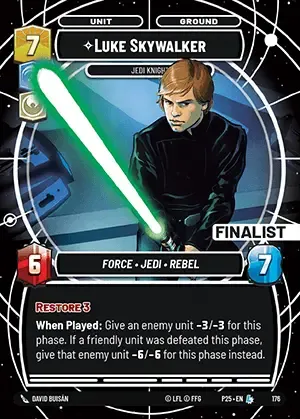 UNIT
GROUND
7
✧LUKE SKYWALKER
JEDI KNIGHT
FINALIST
6
FORCE • JEDI • REBEL
7
RESTORE 3
When Played: Give an enemy unit -3/-3 for this
phase. If a friendly unit was defeated this phase,
give that enemy unit -6/-6 for this phase instead.
DAVID BUISÁN
© LFL © FFG
P25 • EN
176